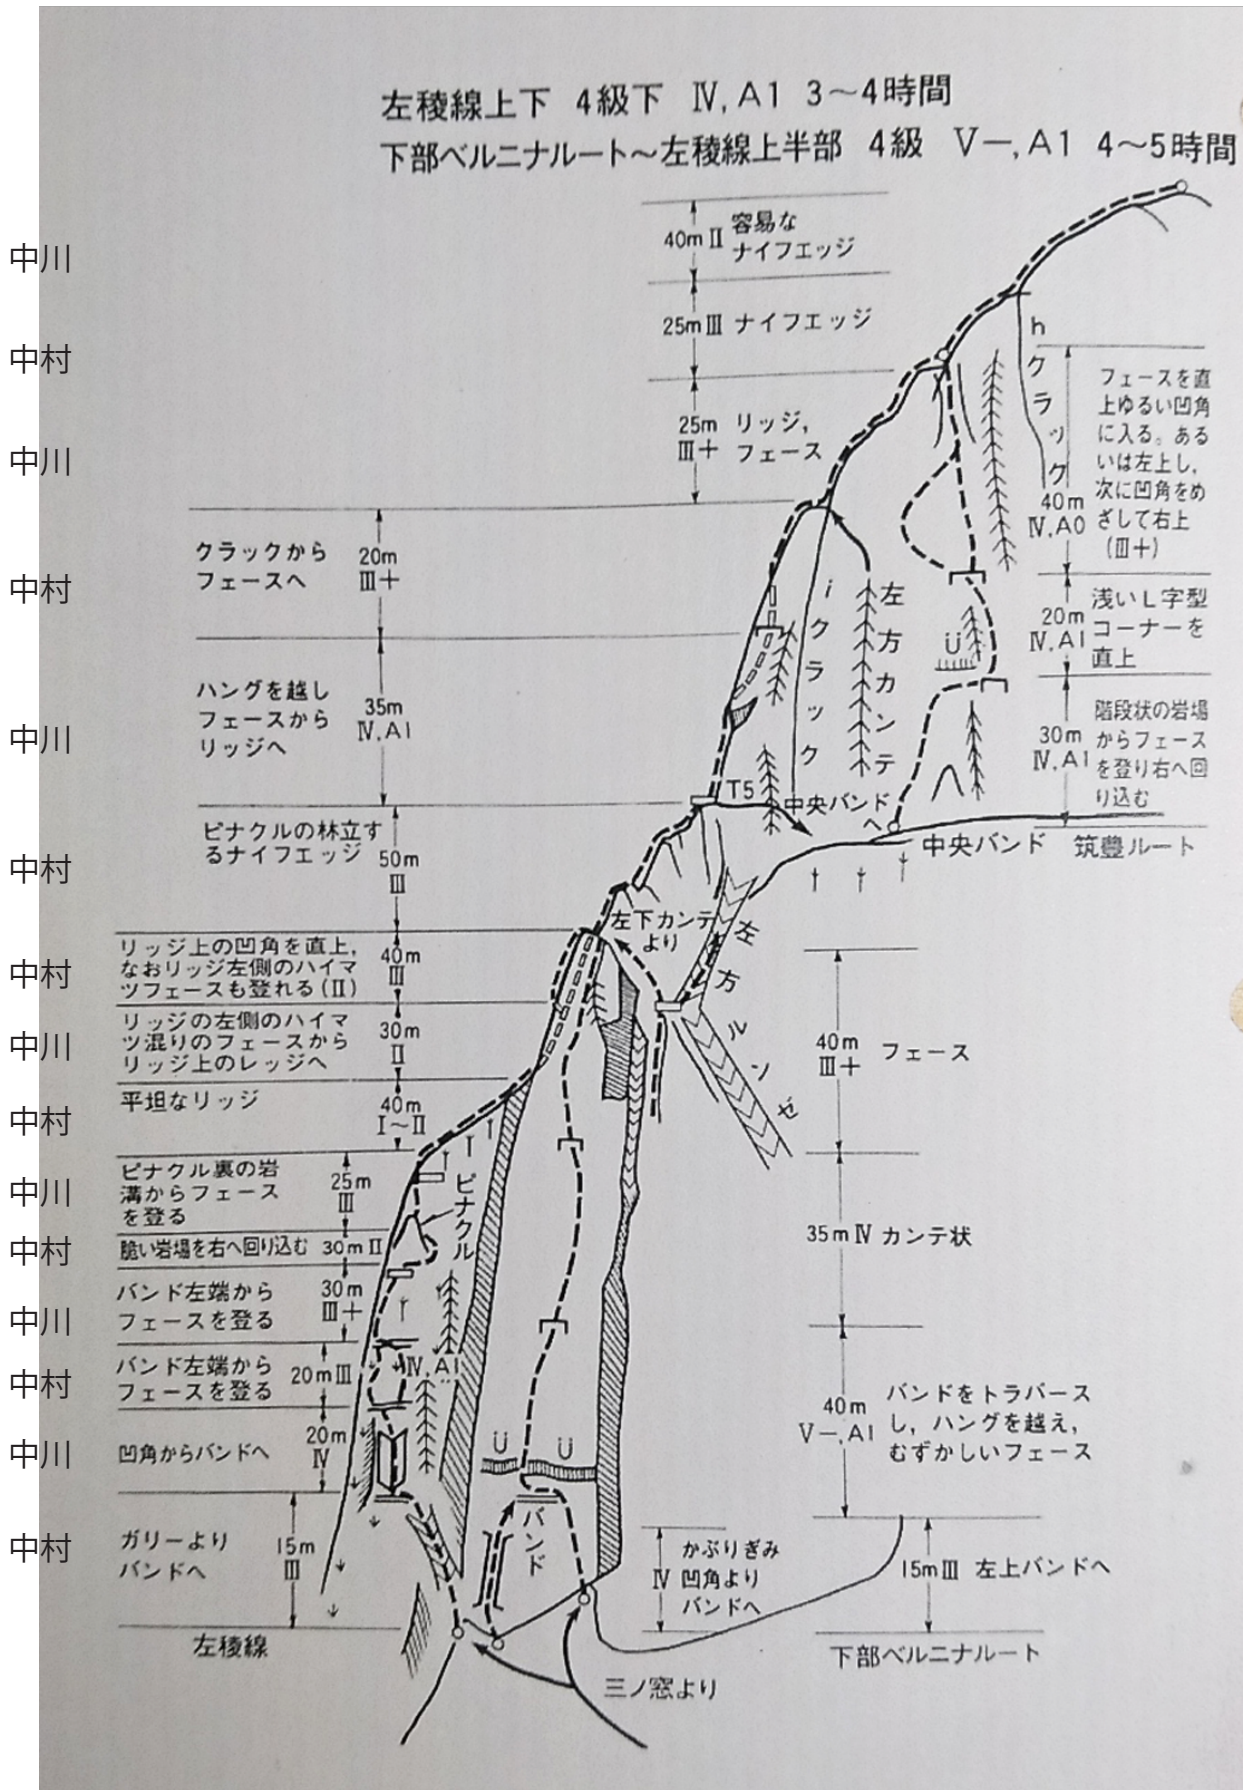 左稜線上下 4級下 Ⅳ,A1 3〜4時間
下部ベルニナルート〜左稜線上半部 4級 Ⅴ−,A1 4〜5時間
中川
40mⅡ
容易な
ナイフエッジ
中村
25mⅢ ナイフエッジ
中川
25m
Ⅲ+
リッジ,
フェース
hクラック
40m
Ⅳ,A0
フェースを直
上ゆるい凹角
に入る。ある
いは左上し,
次に凹角をめ
ざして右上
(Ⅲ+)
中村
クラックから
フェースへ
20m
Ⅲ+
iクラック
左方カンテ
Ü
20m
Ⅳ,A1
浅いL字型
コーナーを
直上
中川
ハングを越し
フェースから
リッジへ
35m
Ⅳ,A1
30m
Ⅳ,A1
階段状の岩場
からフェース
を登り右へ回
り込む
T5
中央バンド
へ
中央バンド
筑豊ルート
中村
ピナクルの林立す
るナイフエッジ
50m
Ⅲ
左下カンテ
より
左方ルンゼ
中村
リッジ上の凹角を直上,
なおリッジ左側のハイマ
ツフェースも登れる(Ⅱ)
40m
Ⅲ
中川
リッジの左側のハイマ
ツ混りのフェースから
リッジ上のレッジへ
30m
Ⅱ
40m
Ⅲ+
フェース
中村
平坦なリッジ
40m
Ⅰ〜Ⅱ
中川
ピナクル裏の岩
溝からフェース
を登る
25m
Ⅲ
ピナクル
中村
脆い岩場を右へ回り込む 30mⅡ
35mⅣ カンテ状
中川
バンド左端から
フェースを登る
30m
Ⅲ+
中村
バンド左端から
フェースを登る
20mⅢ
Ⅳ,A1
40m
Ⅴ−,A1
バンドをトラバース
し,ハングを越え,
むずかしいフェース
中川
凹角からバンドへ
20m
Ⅳ
Ü
Ü
中村
ガリーより
バンドへ
15m
Ⅲ
バンド
Ⅳ
かぶりぎみ
凹角より
バンドへ
15mⅢ 左上バンドへ
左稜線
下部ベルニナルート
三ノ窓より